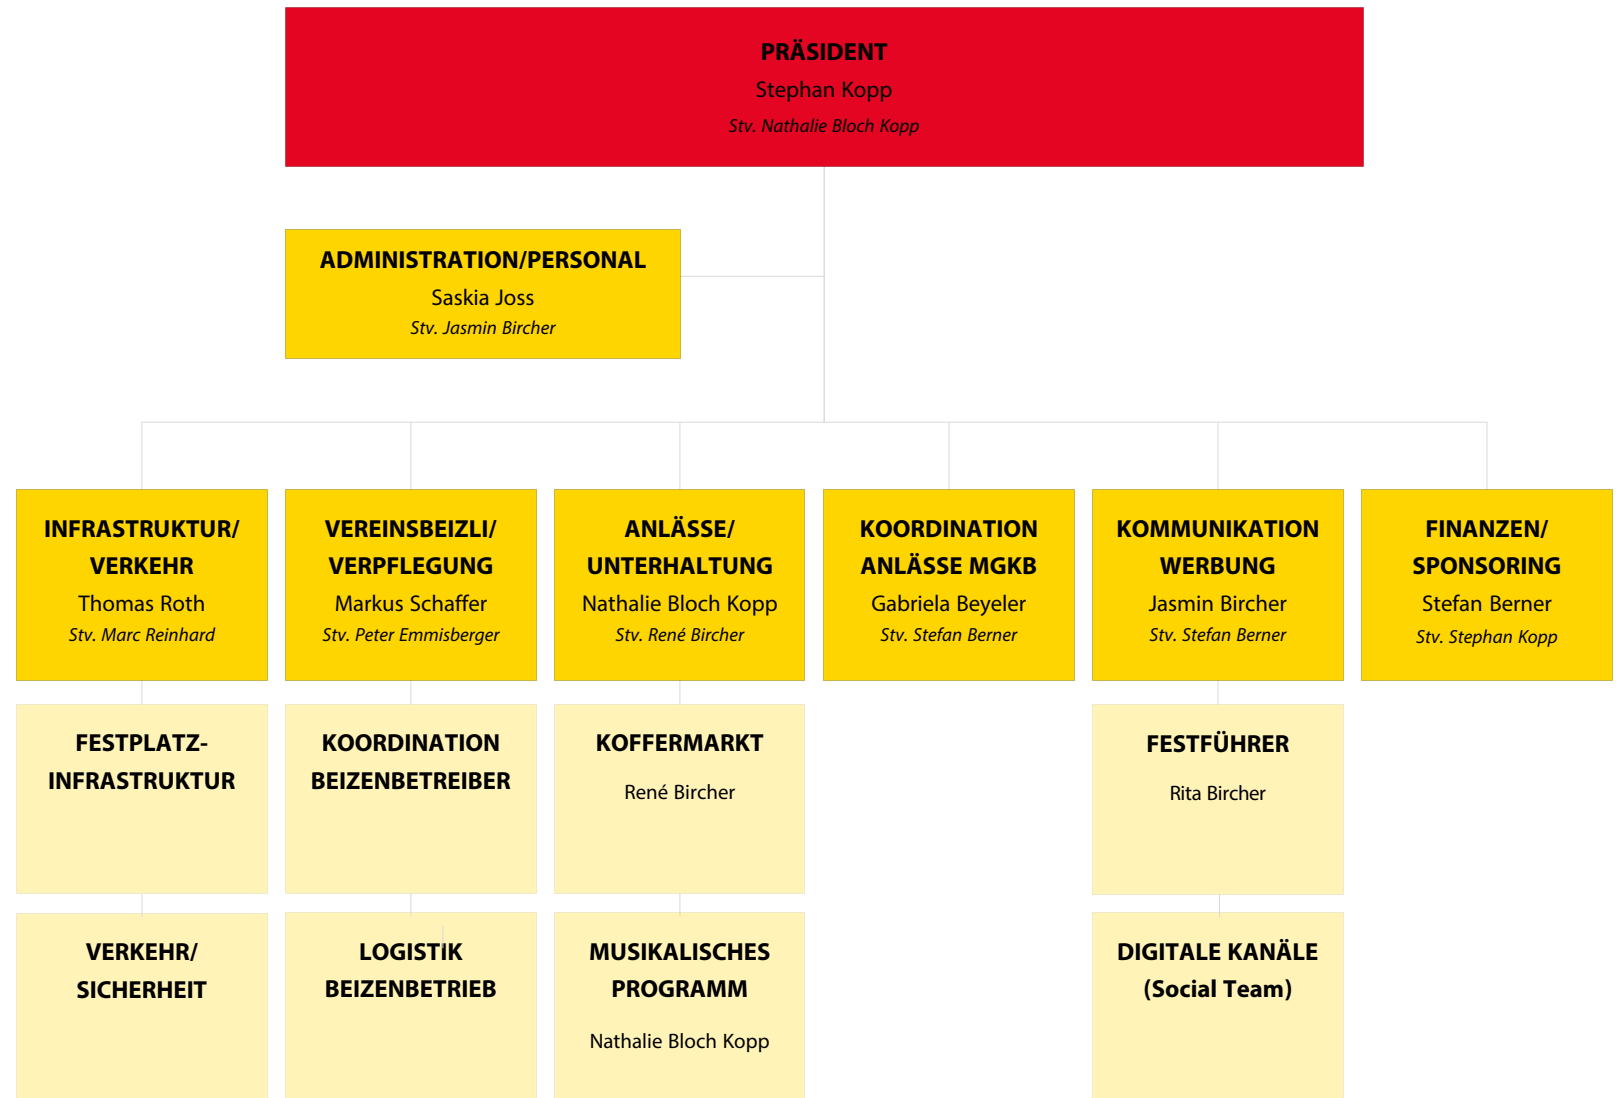 PRÄSIDENT
Stephan Kopp
Stv. Nathalie Bloch Kopp
ADMINISTRATION/PERSONAL
Saskia Joss
Stv. Jasmin Bircher
INFRASTRUKTUR/
VERKEHR
Thomas Roth
Stv. Marc Reinhard
VEREINSBEIZLI/
VERPFLEGUNG
Markus Schaffer
Stv. Peter Emmisberger
ANLÄSSE/
UNTERHALTUNG
Nathalie Bloch Kopp
Stv. René Bircher
KOORDINATION
ANLÄSSE MGKB
Gabriela Beyeler
Stv. Stefan Berner
KOMMUNIKATION
WERBUNG
Jasmin Bircher
Stv. Stefan Berner
FINANZEN/
SPONSORING
Stefan Berner
Stv. Stephan Kopp
FESTPLATZ-
INFRASTRUKTUR
KOORDINATION
BEIZENBETREIBER
KOFFERMARKT
René Bircher
FESTFÜHRER
Rita Bircher
VERKEHR/
SICHERHEIT
LOGISTIK
BEIZENBETRIEB
MUSIKALISCHES
PROGRAMM
Nathalie Bloch Kopp
DIGITALE KANÄLE
(Social Team)